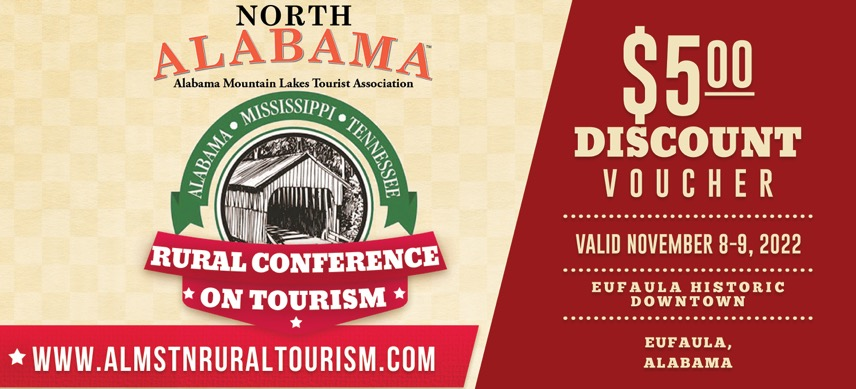 NORTH
ALABAMA™
Alabama Mountain Lakes Tourist Association
ALABAMA • MISSISSIPPI • TENNESSEE
RURAL CONFERENCE
ON TOURISM
WWW.ALMSTNRURALTOURISM.COM
$5.00
DISCOUNT
VOUCHER
VALID NOVEMBER 8-9, 2022
EUFAULA HISTORIC
DOWNTOWN
EUFAULA,
ALABAMA